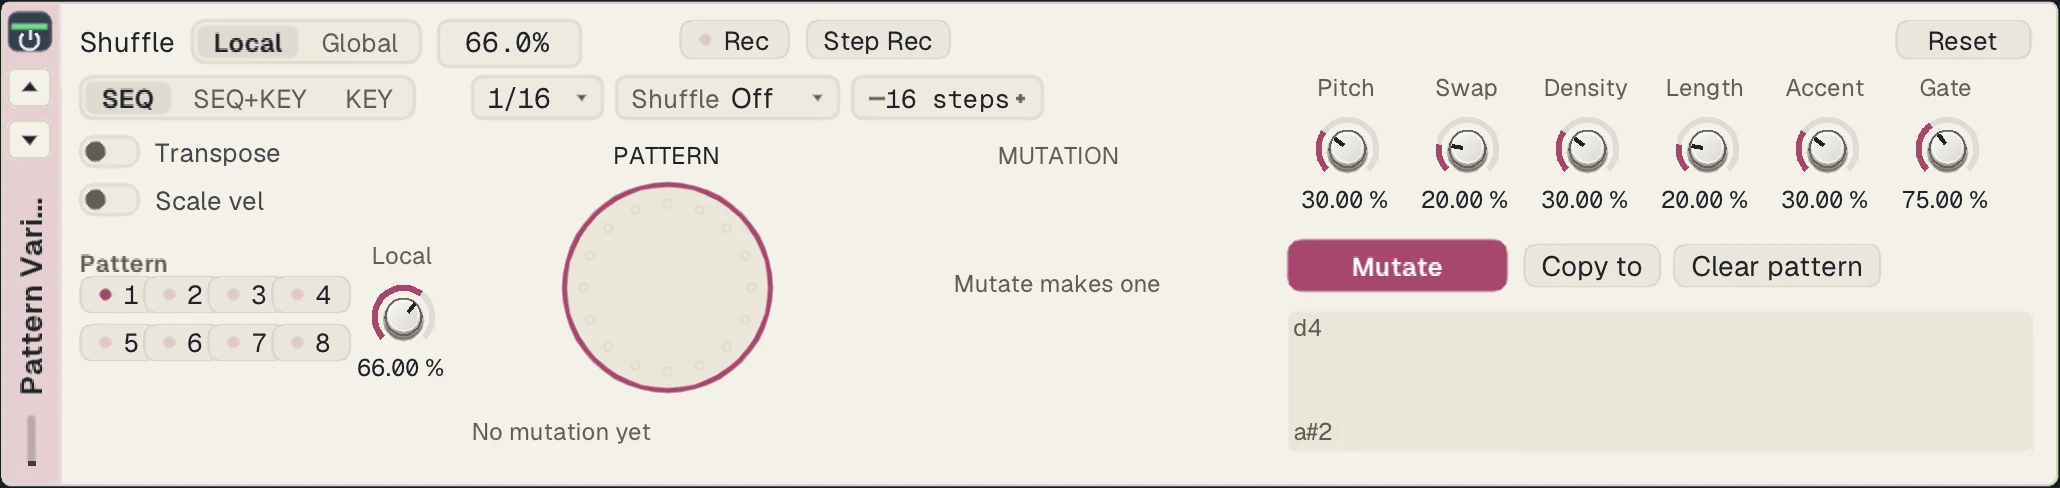 Shuffle Local Global 66.0% Rec Step Rec Reset
SEQ SEQ+KEY KEY 1/16 Shuffle Off −16 steps+
Pitch Swap Density Length Accent Gate
30.00 % 20.00 % 30.00 % 20.00 % 30.00 % 75.00 %
Transpose
Scale vel
PATTERN
MUTATION
Pattern
1 2 3 4
5 6 7 8
Local
66.00 %
Mutate makes one
No mutation yet
Mutate Copy to Clear pattern
d4
a#2
Pattern Vari...